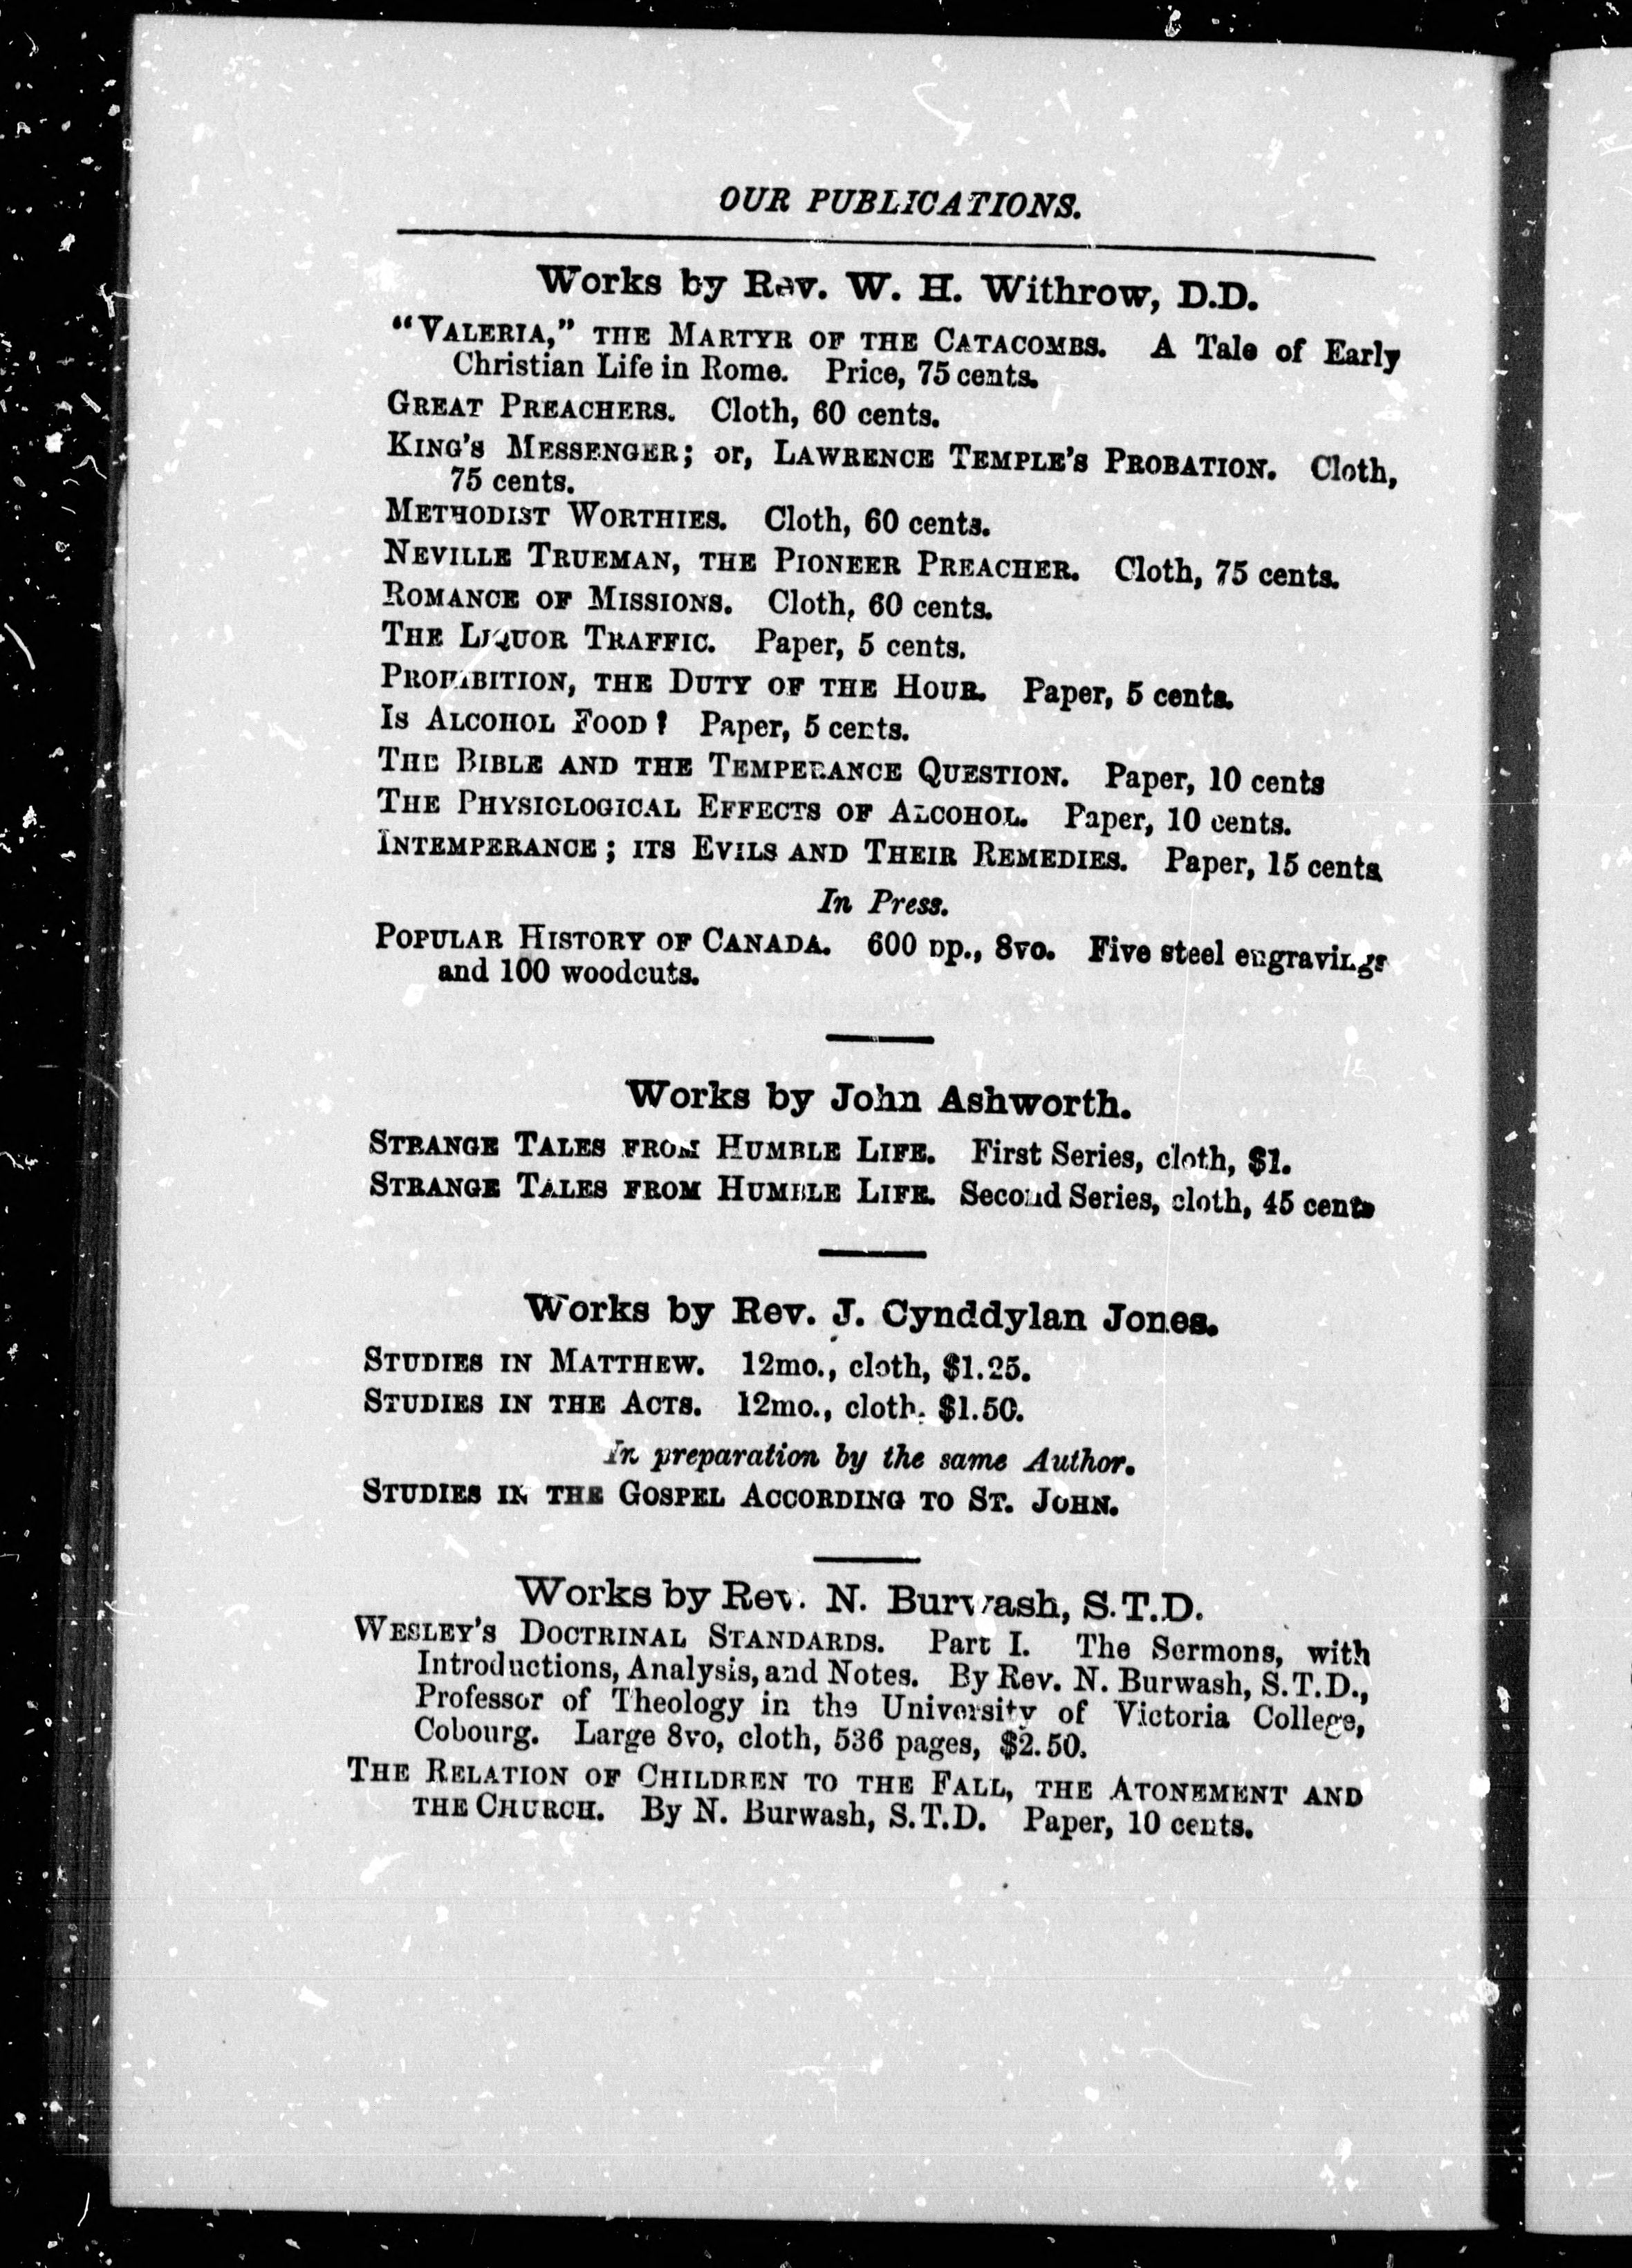 OUR PUBLICATIONS.
Works by Rev. W. H. Withrow, D.D.
"VALERIA," THE MARTYR OF THE CATACOMBS. A Tale of Early
Christian Life in Rome. Price, 75 cents.
GREAT PREACHERS. Cloth, 60 cents.
KING'S MESSENGER; or, LAWRENCE TEMPLE'S PROBATION. Cloth,
75 cents.
METHODIST WORTHIES. Cloth, 60 cents.
NEVILLE TRUEMAN, THE PIONEER PREACHER. Cloth, 75 cents.
ROMANCE OF MISSIONS. Cloth, 60 cents.
THE LIQUOR TRAFFIC. Paper, 5 cents.
PROHIBITION, THE DUTY OF THE HOUR. Paper, 5 cents.
IS ALCOHOL FOOD? Paper, 5 cents.
THE BIBLE AND THE TEMPERANCE QUESTION. Paper, 10 cents
THE PHYSIOLOGICAL EFFECTS OF ALCOHOL. Paper, 10 cents.
INTEMPERANCE; ITS EVILS AND THEIR REMEDIES. Paper, 15 cents
In Press.
POPULAR HISTORY OF CANADA. 600 pp., 8vo. Five steel engravings
and 100 woodcuts.
Works by John Ashworth.
STRANGE TALES FROM HUMBLE LIFE. First Series, cloth, $1.
STRANGE TALES FROM HUMBLE LIFE. Second Series, cloth, 45 cents
Works by Rev. J. Cynddylan Jones.
STUDIES IN MATTHEW. 12mo., cloth, $1.25.
STUDIES IN THE ACTS. 12mo., cloth, $1.50.
In preparation by the same Author.
STUDIES IN THE GOSPEL ACCORDING TO ST. JOHN.
Works by Rev. N. Burwash, S.T.D.
WESLEY'S DOCTRINAL STANDARDS. Part I. The Sermons, with
Introductions, Analysis, and Notes. By Rev. N. Burwash, S.T.D.,
Professor of Theology in the University of Victoria College,
Cobourg. Large 8vo, cloth, 536 pages, $2.50.
THE RELATION OF CHILDREN TO THE FALL, THE ATONEMENT AND
THE CHURCH. By N. Burwash, S.T.D. Paper, 10 cents.